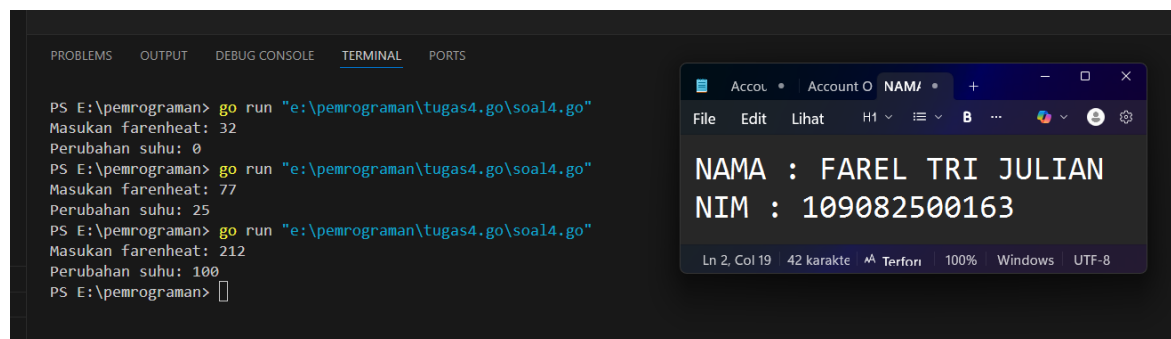 PROBLEMS OUTPUT DEBUG CONSOLE TERMINAL PORTS
PS E:\pemrograman> go run "e:\pemrograman\tugas4.go\soal4.go"
Masukan farenheat: 32
Perubahan suhu: 0
PS E:\pemrograman> go run "e:\pemrograman\tugas4.go\soal4.go"
Masukan farenheat: 77
Perubahan suhu: 25
PS E:\pemrograman> go run "e:\pemrograman\tugas4.go\soal4.go"
Masukan farenheat: 212
Perubahan suhu: 100
PS E:\pemrograman>
Account O NAMA +
File Edit Lihat H1 B ...
NAMA : FAREL TRI JULIAN
NIM : 109082500163
Ln 2, Col 19 42 karakte 100% Windows UTF-8